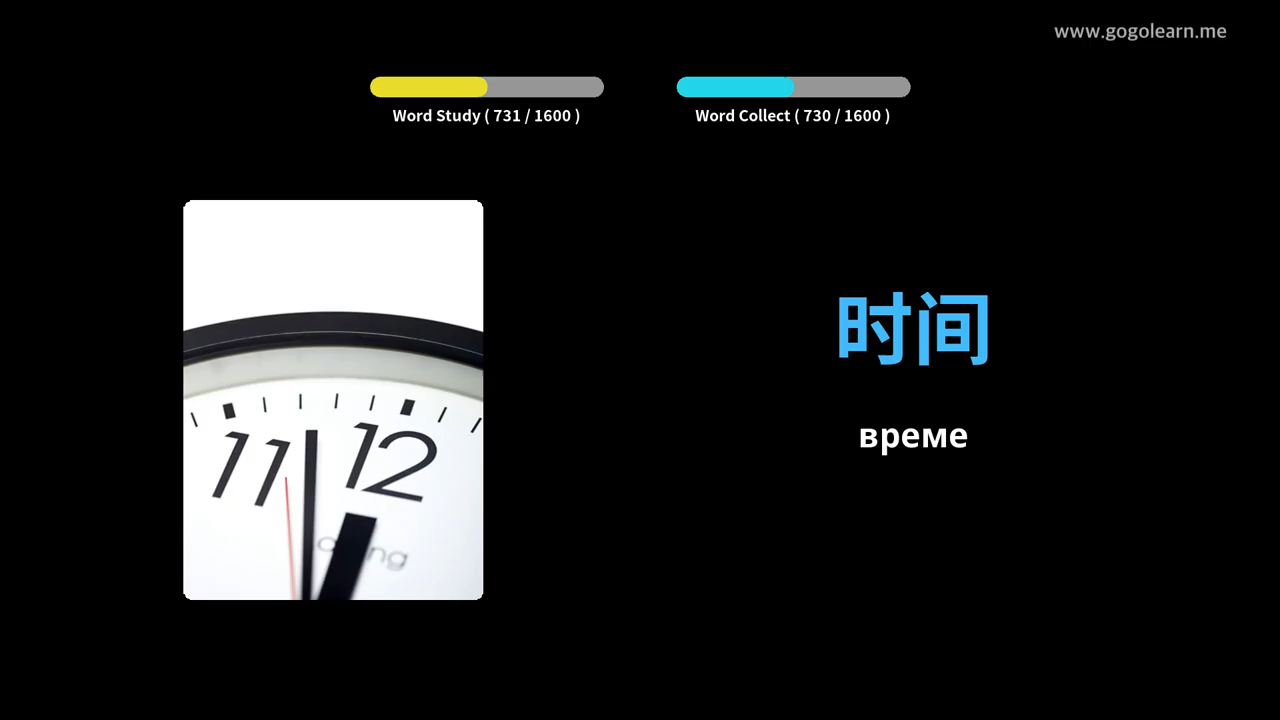 www.gogolearn.me
Word Study ( 731 / 1600 )
Word Collect ( 730 / 1600 )
时间
време
11
12